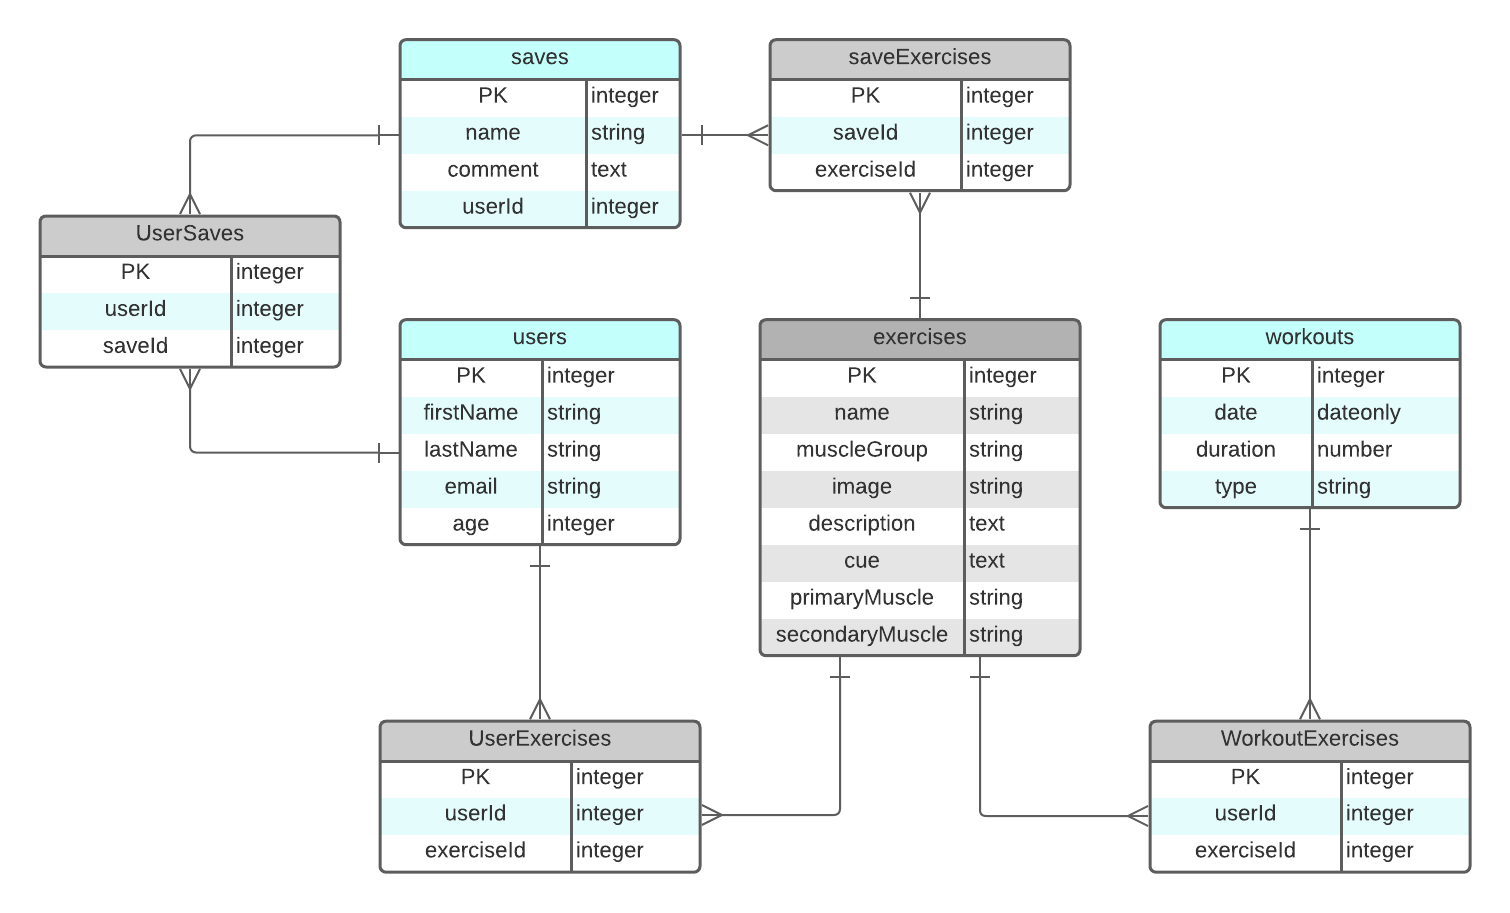 saves
PK integer
name string
comment text
userId integer
saveExercises
PK integer
saveId integer
exerciseId integer
UserSaves
PK integer
userId integer
saveId integer
users
PK integer
firstName string
lastName string
email string
age integer
exercises
PK integer
name string
muscleGroup string
image string
description text
cue text
primaryMuscle string
secondaryMuscle string
workouts
PK integer
date dateonly
duration number
type string
UserExercises
PK integer
userId integer
exerciseId integer
WorkoutExercises
PK integer
userId integer
exerciseId integer